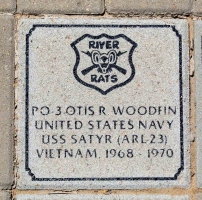 RIVER
RATS
PO-3 OTIS R. WOODFIN
UNITED STATES NAVY
USS SATYR (ARL-23)
VIETNAM, 1968 - 1970